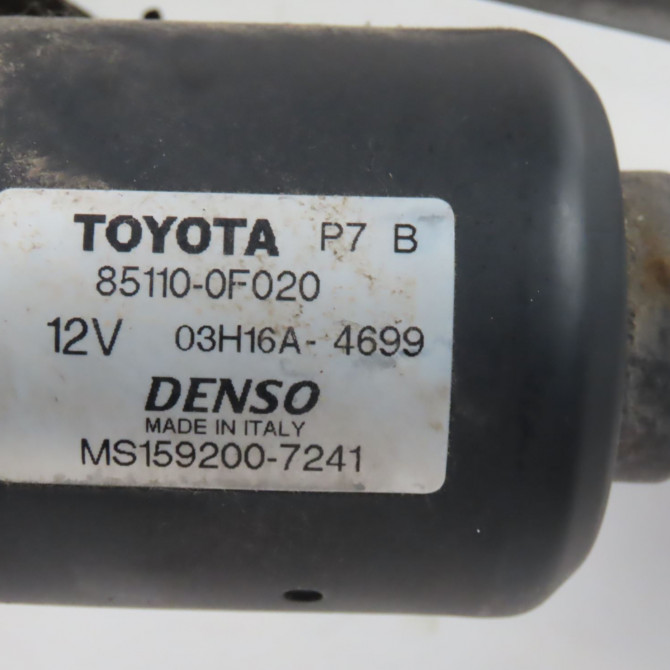 TOYOTA P7 B
85110-0F020
12V 03H16A-4699
DENSO
MADE IN ITALY
MS159200-7241